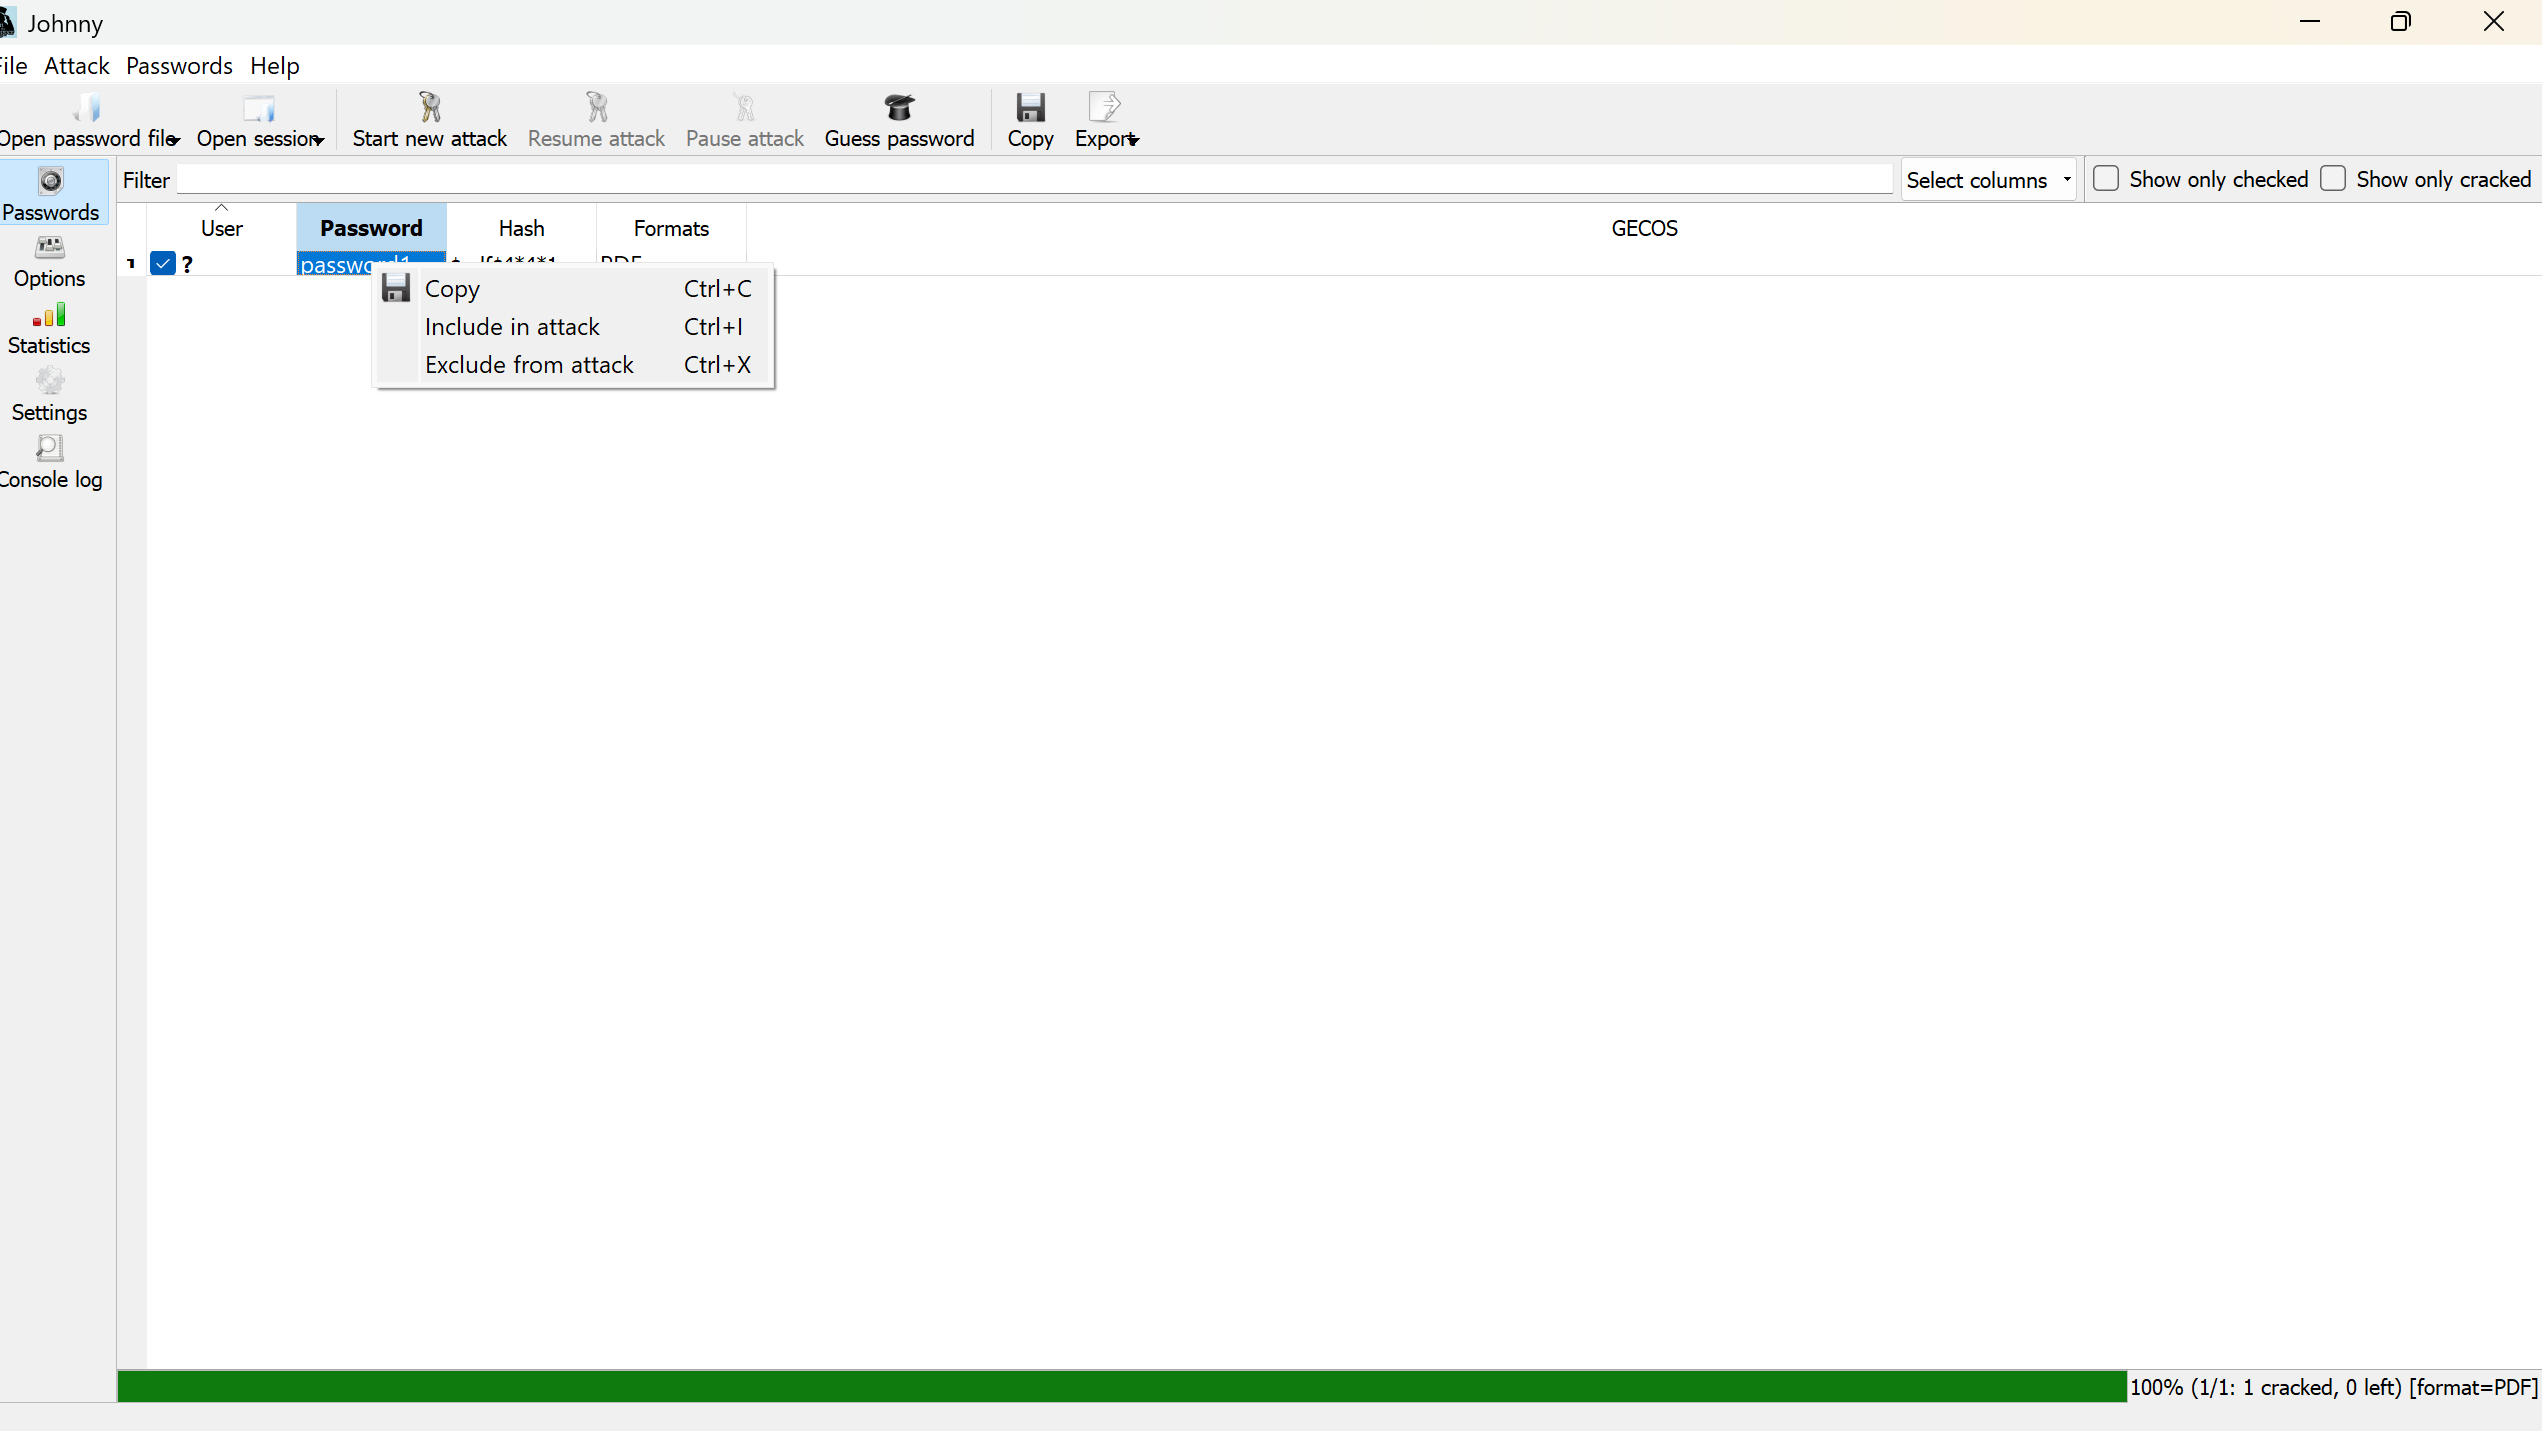 Johnny
File Attack Passwords Help
Open password file Open session Start new attack Resume attack Pause attack Guess password Copy Export
Passwords
Filter Select columns Show only checked Show only cracked
User Password Hash Formats GECOS
1 ? password1 PDF
Copy Ctrl+C
Include in attack Ctrl+I
Exclude from attack Ctrl+X
Options
Statistics
Settings
Console log
100% (1/1: 1 cracked, 0 left) [format=PDF]